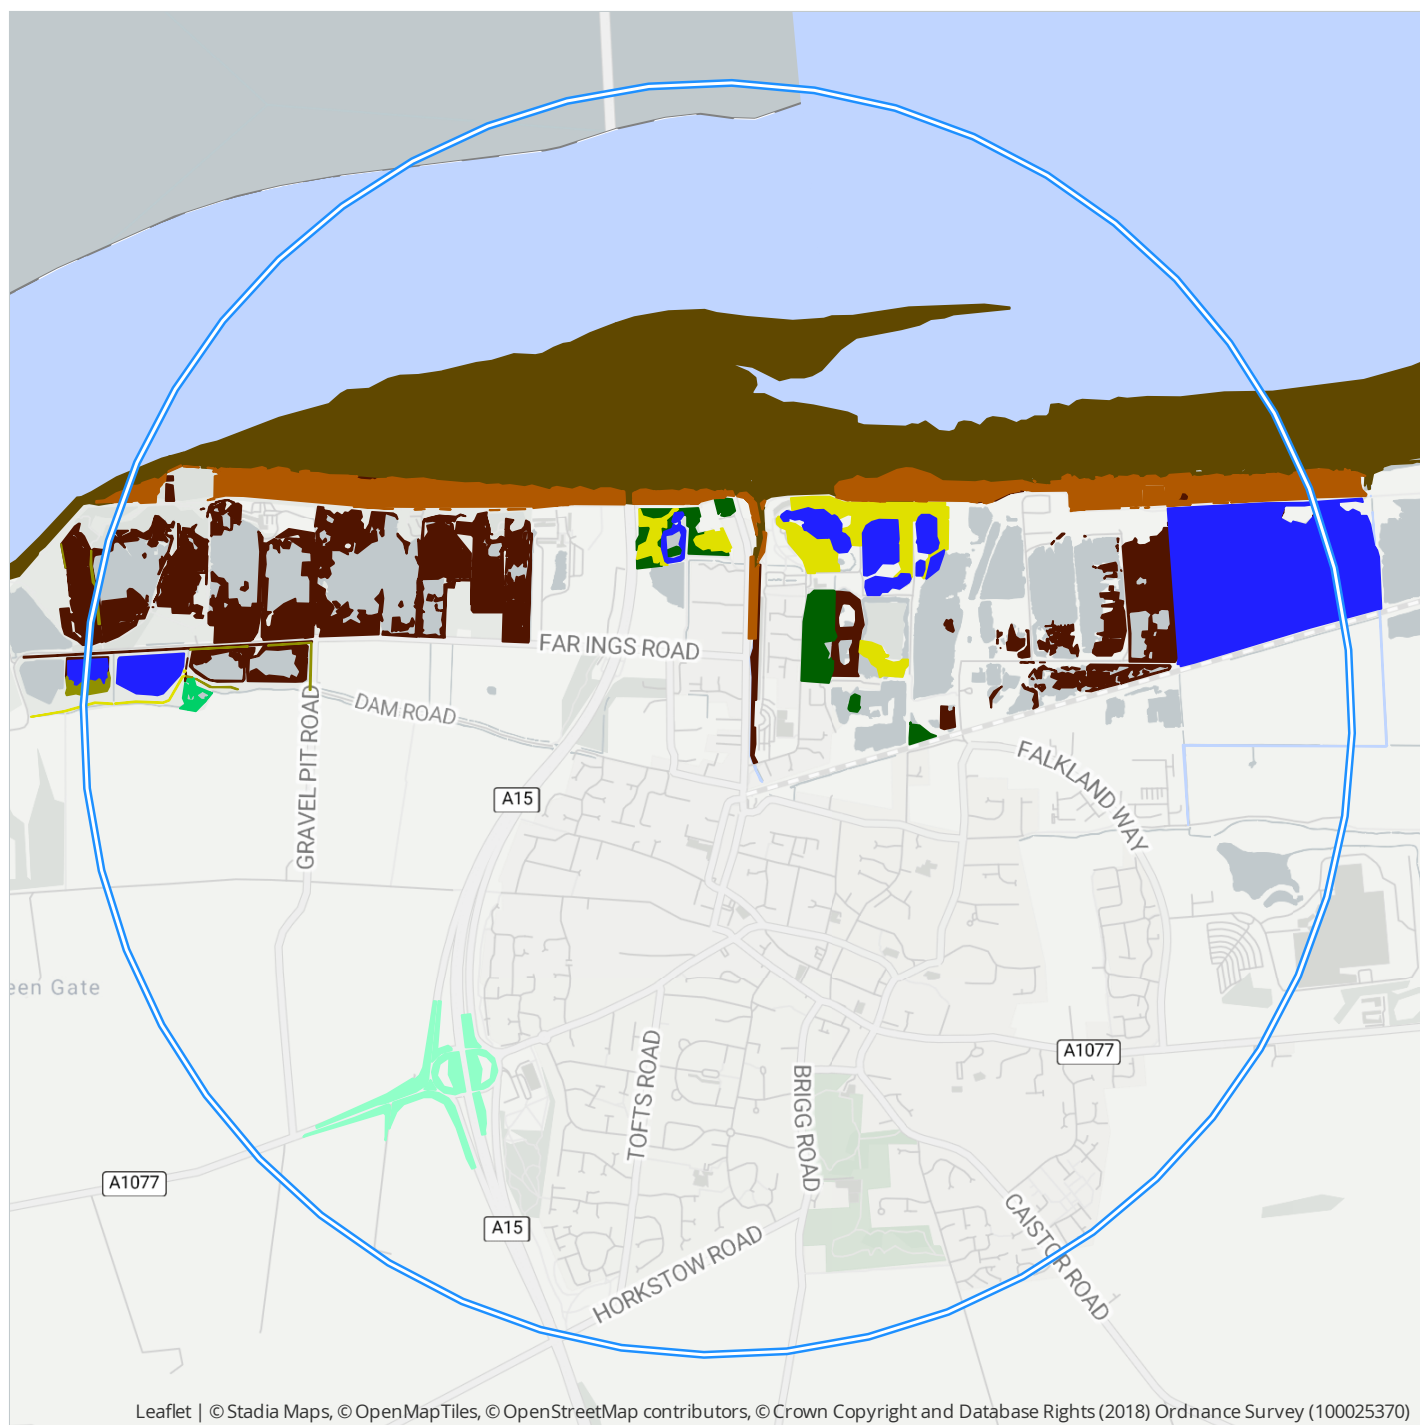 FAR INGS ROAD
DAM ROAD
GRAVEL PIT ROAD
A15
FALKLAND WAY
een Gate
TOFTS ROAD
A1077
BRIGG ROAD
A1077
A15
HORKSTOW ROAD
CAISTOR ROAD
Leaflet | © Stadia Maps, © OpenMapTiles, © OpenStreetMap contributors, © Crown Copyright and Database Rights (2018) Ordnance Survey (100025370)